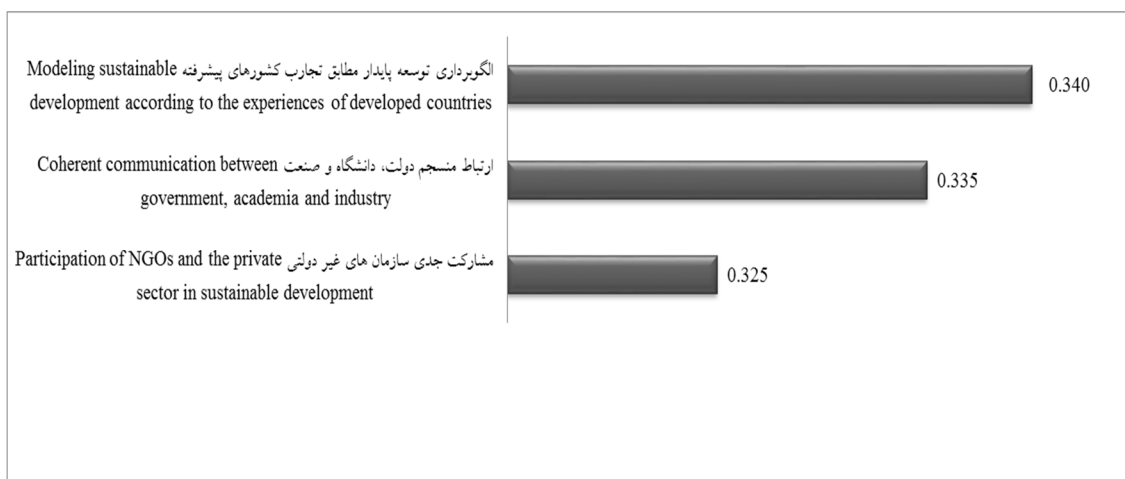 الگوبرداری توسعه پایدار مطابق تجارب کشورهای پیشرفته Modeling sustainable
development according to the experiences of developed countries
0.340
ارتباط منسجم دولت، دانشگاه و صنعت Coherent communication between
government, academia and industry
0.335
مشارکت جدی سازمان های غیر دولتی Participation of NGOs and the private
sector in sustainable development
0.325